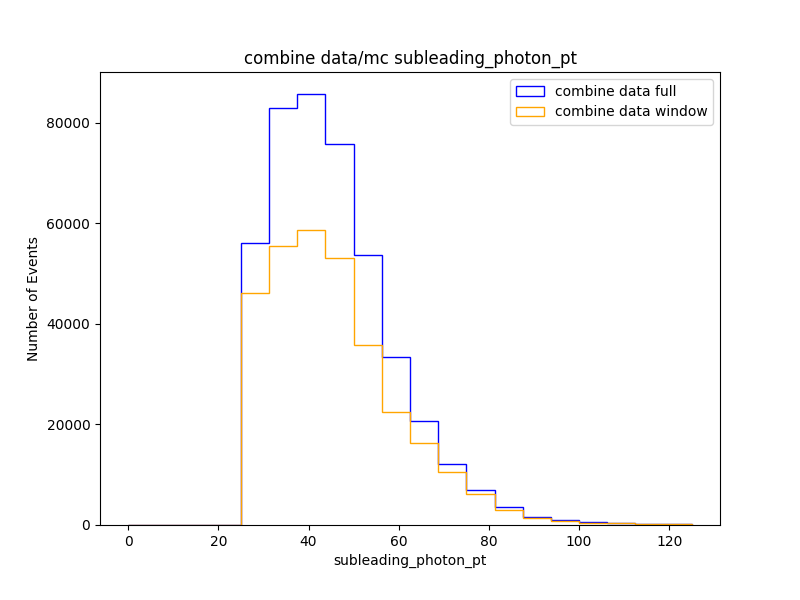 combine data/mc subleading_photon_pt
combine data full
combine data window
Number of Events
80000
60000
40000
20000
0
0 20 40 60 80 100 120
subleading_photon_pt